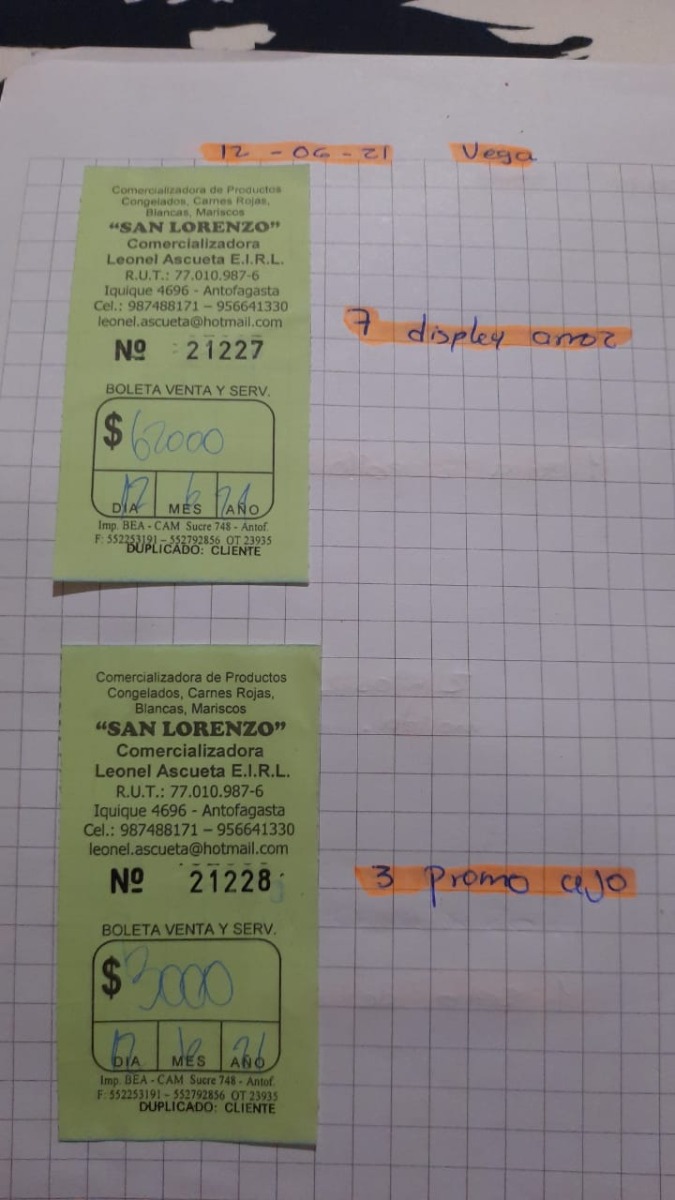 12 - 06 - 21 Vega
Comercializadora de Productos
Congelados, Carnes Rojas,
Blancas, Mariscos
“SAN LORENZO”
Comercializadora
Leonel Ascueta E.I.R.L.
R.U.T.: 77.010.987-6
Iquique 4696 - Antofagasta
Cel.: 987488171 – 956641330
leonel.ascueta@hotmail.com
Nº 21227
BOLETA VENTA Y SERV.
$ 62000
12 6 21
DIA MES AÑO
Imp. BEA - CAM Sucre 748 - Antof.
F: 552253191 – 552792856 OT 23935
DUPLICADO: CLIENTE
7 display arroz
Comercializadora de Productos
Congelados, Carnes Rojas,
Blancas, Mariscos
“SAN LORENZO”
Comercializadora
Leonel Ascueta E.I.R.L.
R.U.T.: 77.010.987-6
Iquique 4696 - Antofagasta
Cel.: 987488171 – 956641330
leonel.ascueta@hotmail.com
Nº 21228
BOLETA VENTA Y SERV.
$ 3000
12 6 21
DIA MES AÑO
Imp. BEA - CAM Sucre 748 - Antof.
F: 552253191 – 552792856 OT 23935
DUPLICADO: CLIENTE
3 promo ajo